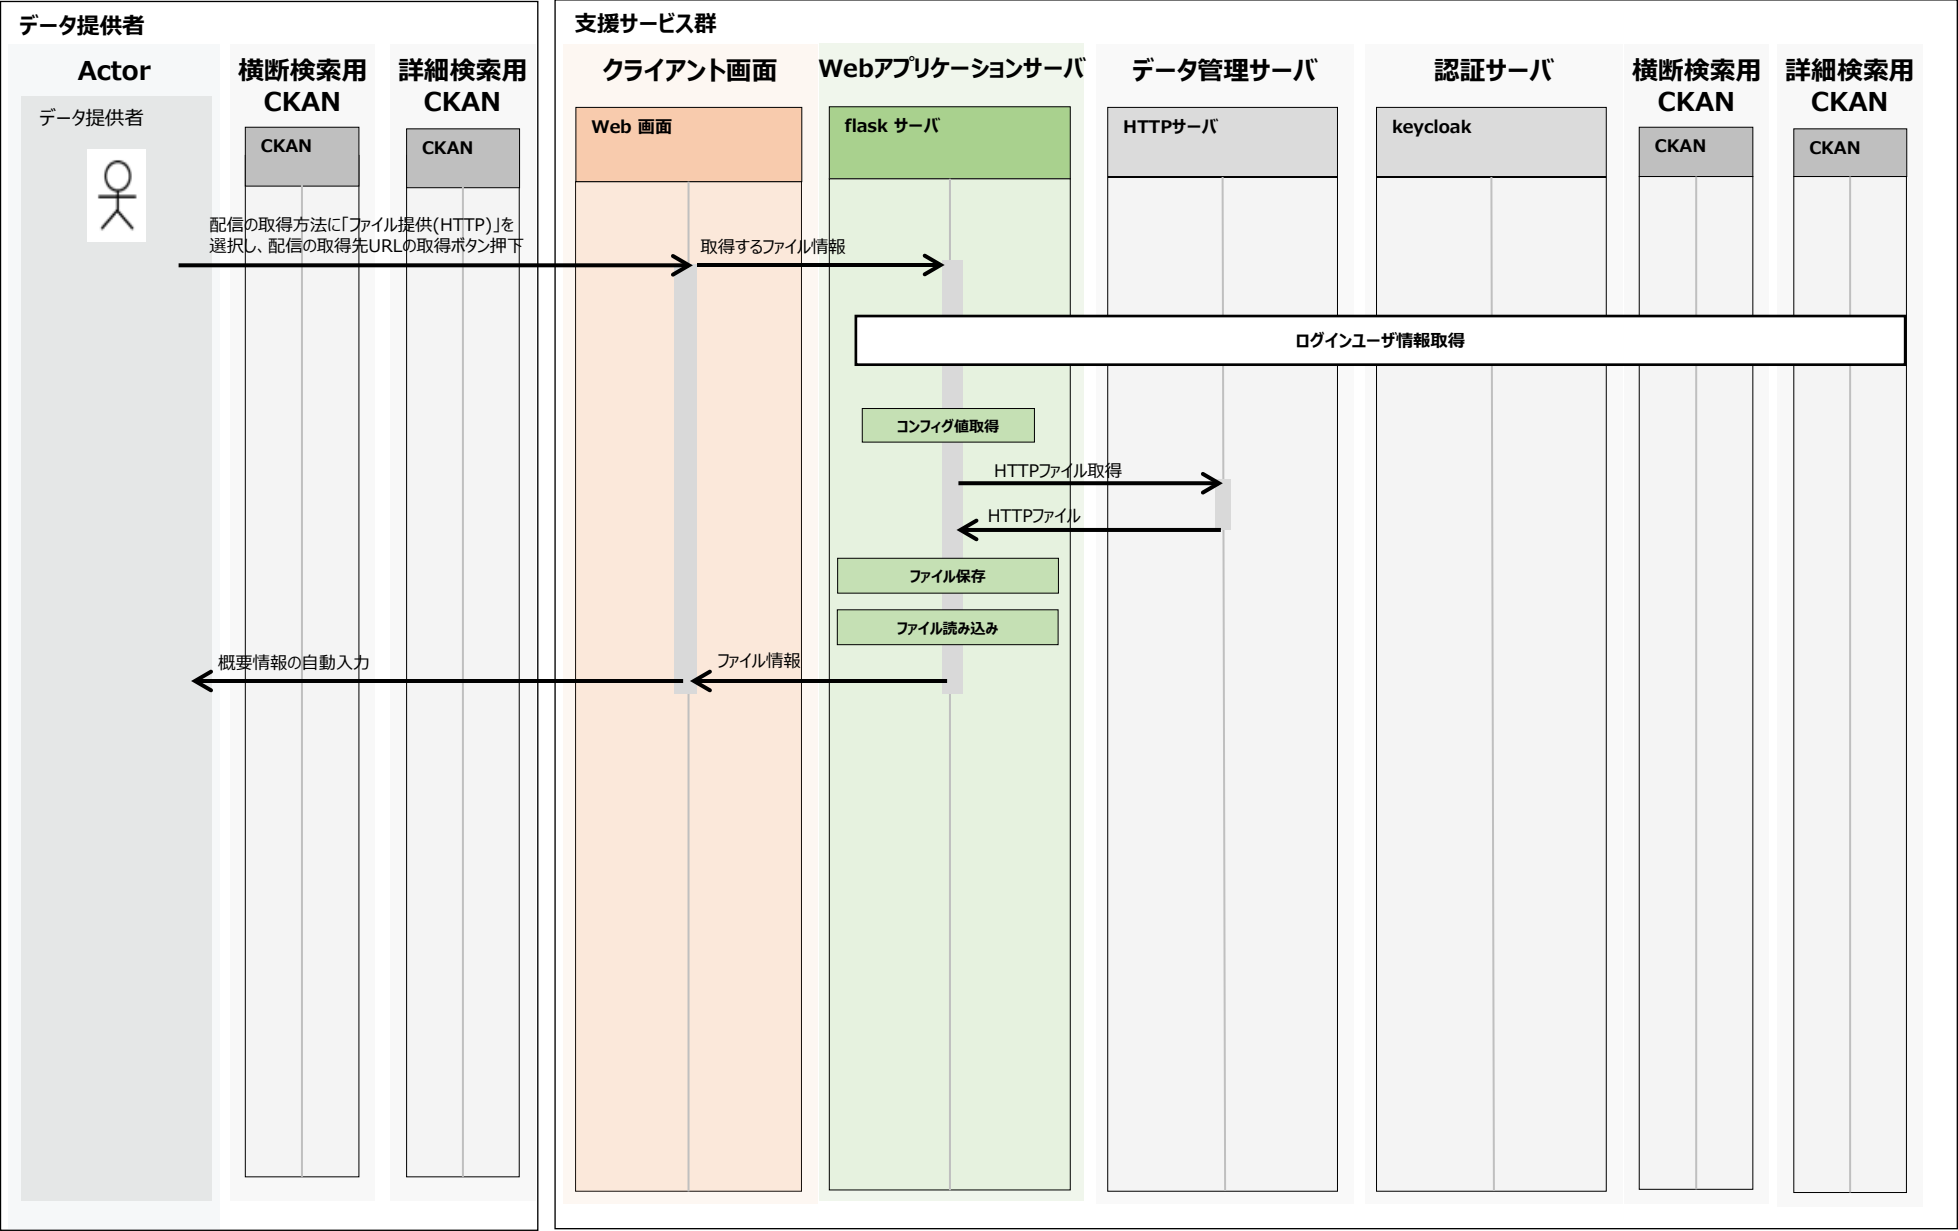 データ提供者
支援サービス群
Actor
横断検索用
CKAN
詳細検索用
CKAN
クライアント画面
Webアプリケーションサーバ
データ管理サーバ
認証サーバ
横断検索用
CKAN
詳細検索用
CKAN
データ提供者
CKAN
CKAN
Web 画面
flask サーバ
HTTPサーバ
keycloak
CKAN
CKAN
配信の取得方法に「ファイル提供(HTTP)」を
選択し、配信の取得先URLの取得ボタン押下
取得するファイル情報
ログインユーザ情報取得
コンフィグ値取得
HTTPファイル取得
HTTPファイル
ファイル保存
ファイル読み込み
概要情報の自動入力
ファイル情報